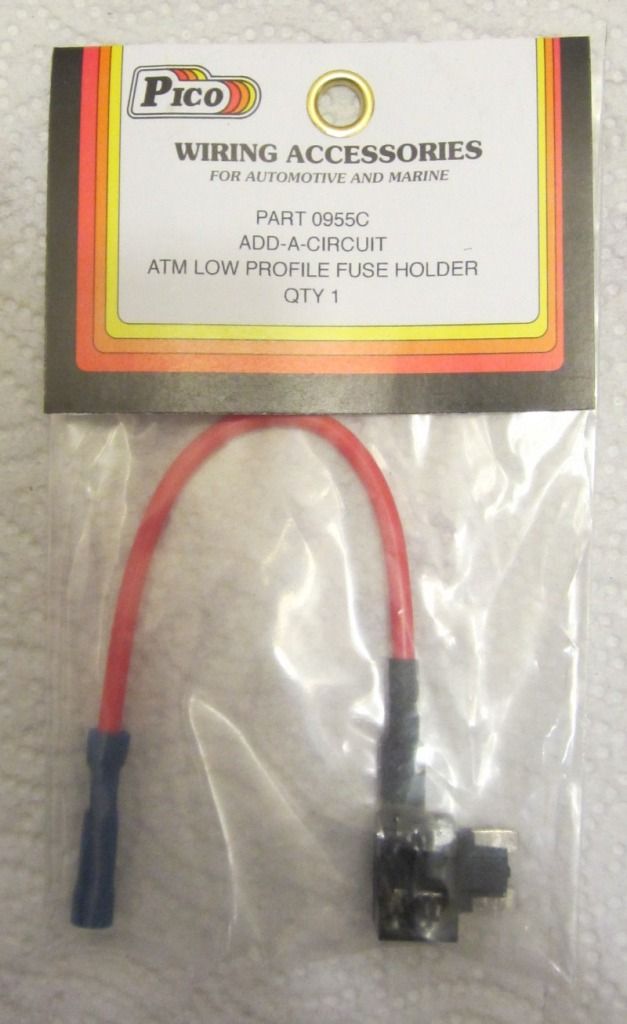 PICO
WIRING ACCESSORIES
FOR AUTOMOTIVE AND MARINE
PART 0955C
ADD-A-CIRCUIT
ATM LOW PROFILE FUSE HOLDER
QTY 1